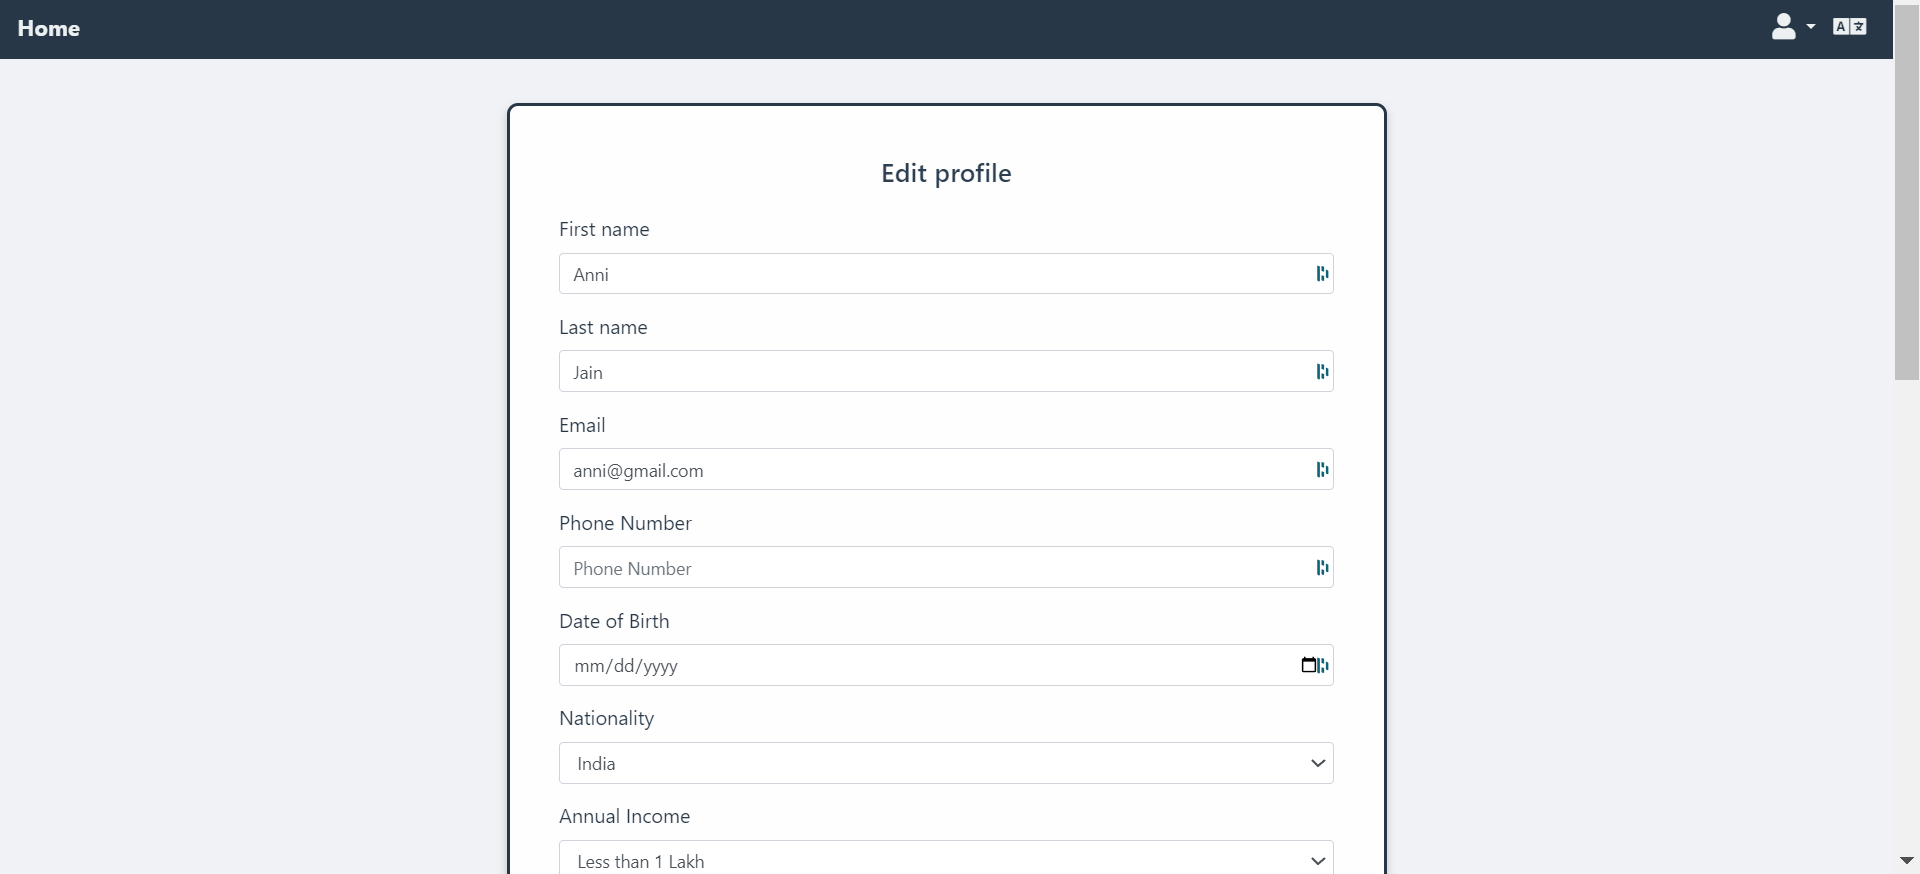 Home
A
Edit profile
First name
Anni
Last name
Jain
Email
anni@gmail.com
Phone Number
Phone Number
Date of Birth
mm/dd/yyyy
Nationality
India
Annual Income
Less than 1 Lakh